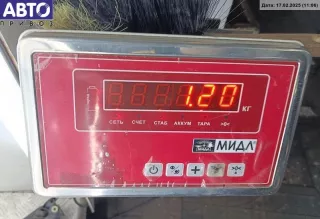 АВТО
ПРИВОЗ
Дата: 17.02.2025 (11:06)
1.20
КГ
СЕТЬ СЧЕТ СТАБ АККУМ ТАРА >0<
МИДЛ